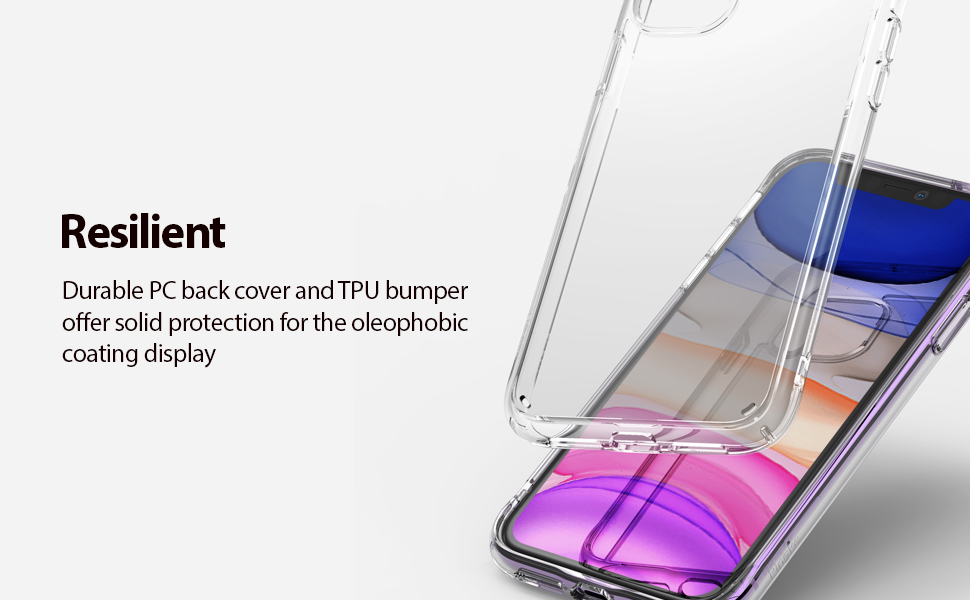 Resilient
Durable PC back cover and TPU bumper
offer solid protection for the oleophobic
coating display